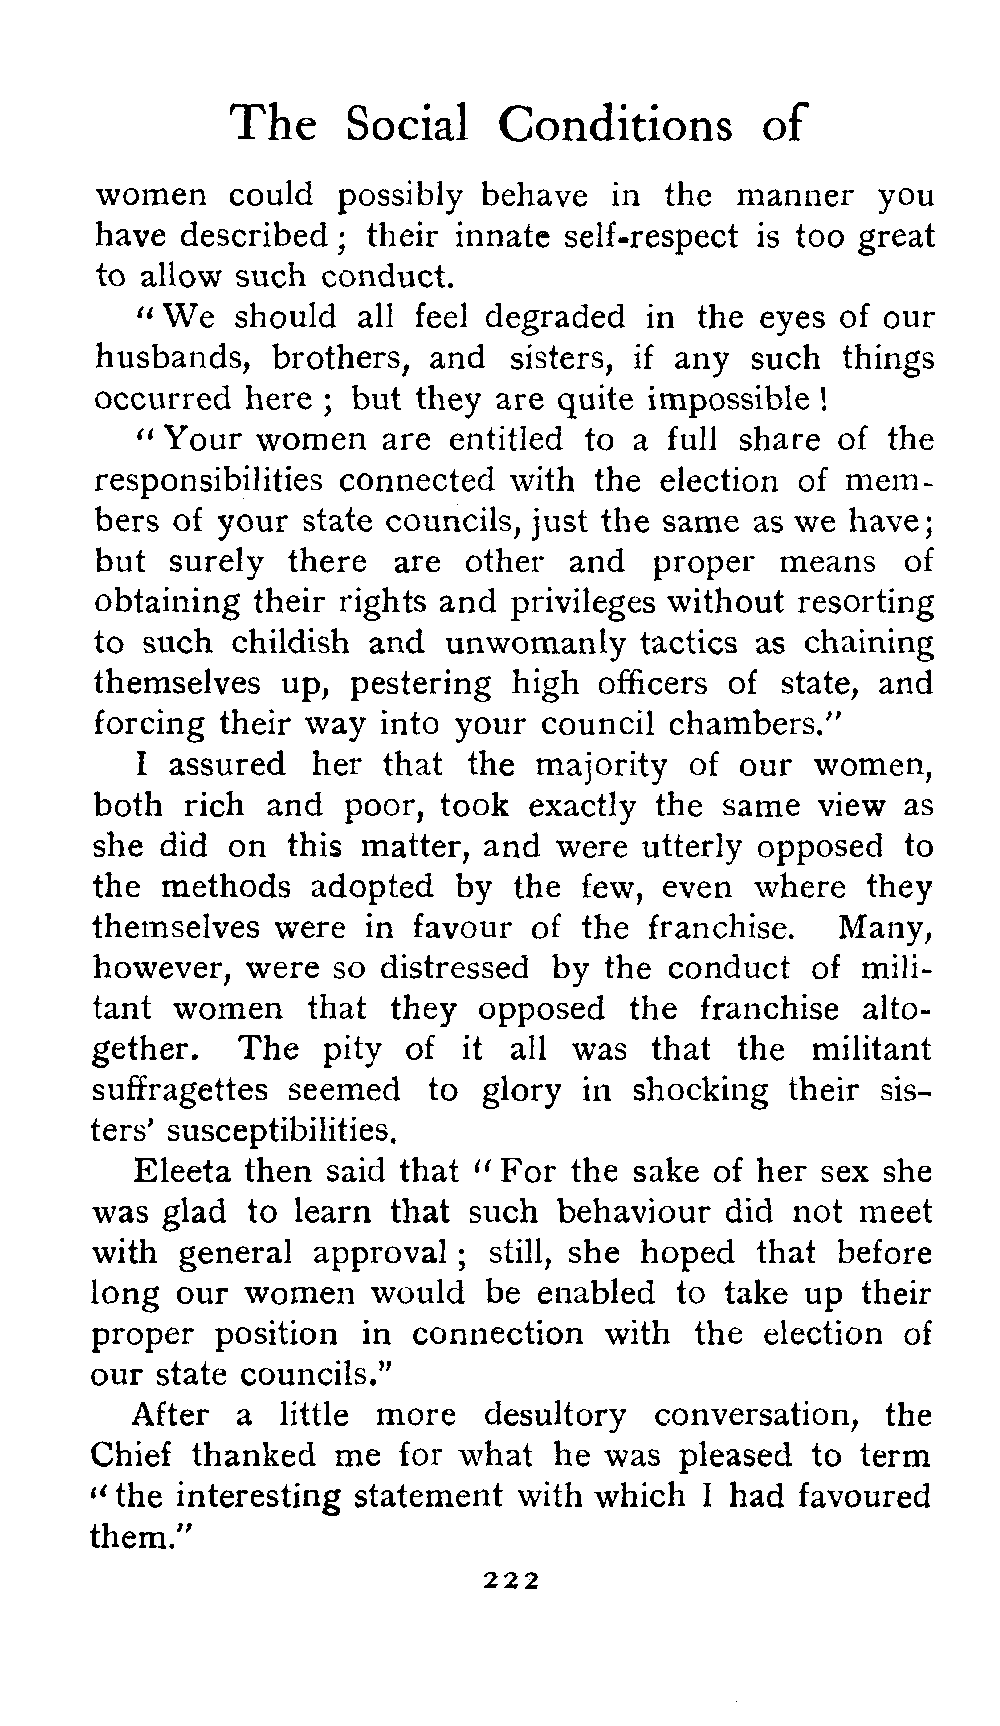 The Social Conditions of
women could possibly behave in the manner you
have described ; their innate self-respect is too great
to allow such conduct.
" We should all feel degraded in the eyes of our
husbands, brothers, and sisters, if any such things
occurred here ; but they are quite impossible !
" Your women are entitled to a full share of the
responsibilities connected with the election of mem-
bers of your state councils, just the same as we have;
but surely there are other and proper means of
obtaining their rights and privileges without resorting
to such childish and unwomanly tactics as chaining
themselves up, pestering high officers of state, and
forcing their way into your council chambers."
I assured her that the majority of our women,
both rich and poor, took exactly the same view as
she did on this matter, and were utterly opposed to
the methods adopted by the few, even where they
themselves were in favour of the franchise. Many,
however, were so distressed by the conduct of mili-
tant women that they opposed the franchise alto-
gether. The pity of it all was that the militant
suffragettes seemed to glory in shocking their sis-
ters' susceptibilities.
Eleeta then said that " For the sake of her sex she
was glad to learn that such behaviour did not meet
with general approval ; still, she hoped that before
long our women would be enabled to take up their
proper position in connection with the election of
our state councils."
After a little more desultory conversation, the
Chief thanked me for what he was pleased to term
" the interesting statement with which I had favoured
them."
222